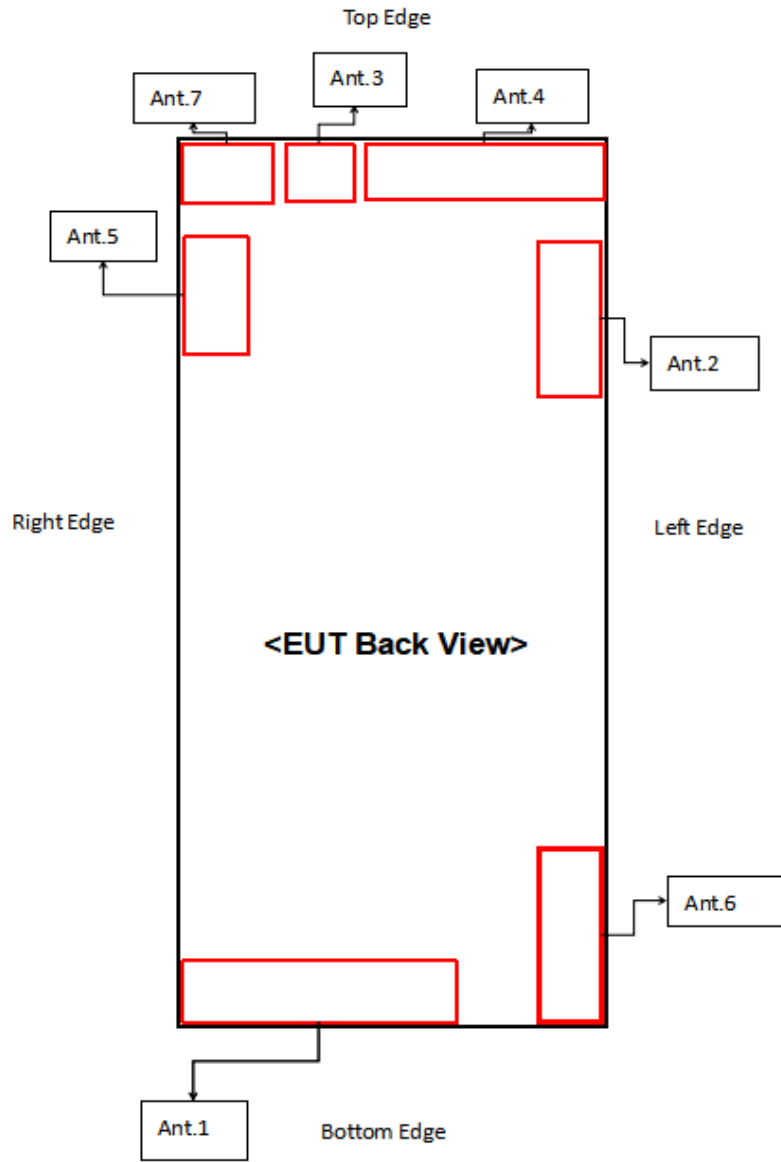 Top Edge
Ant.7
Ant.3
Ant.4
Ant.5
Ant.2
Right Edge
Left Edge
<EUT Back View>
Ant.6
Ant.1
Bottom Edge